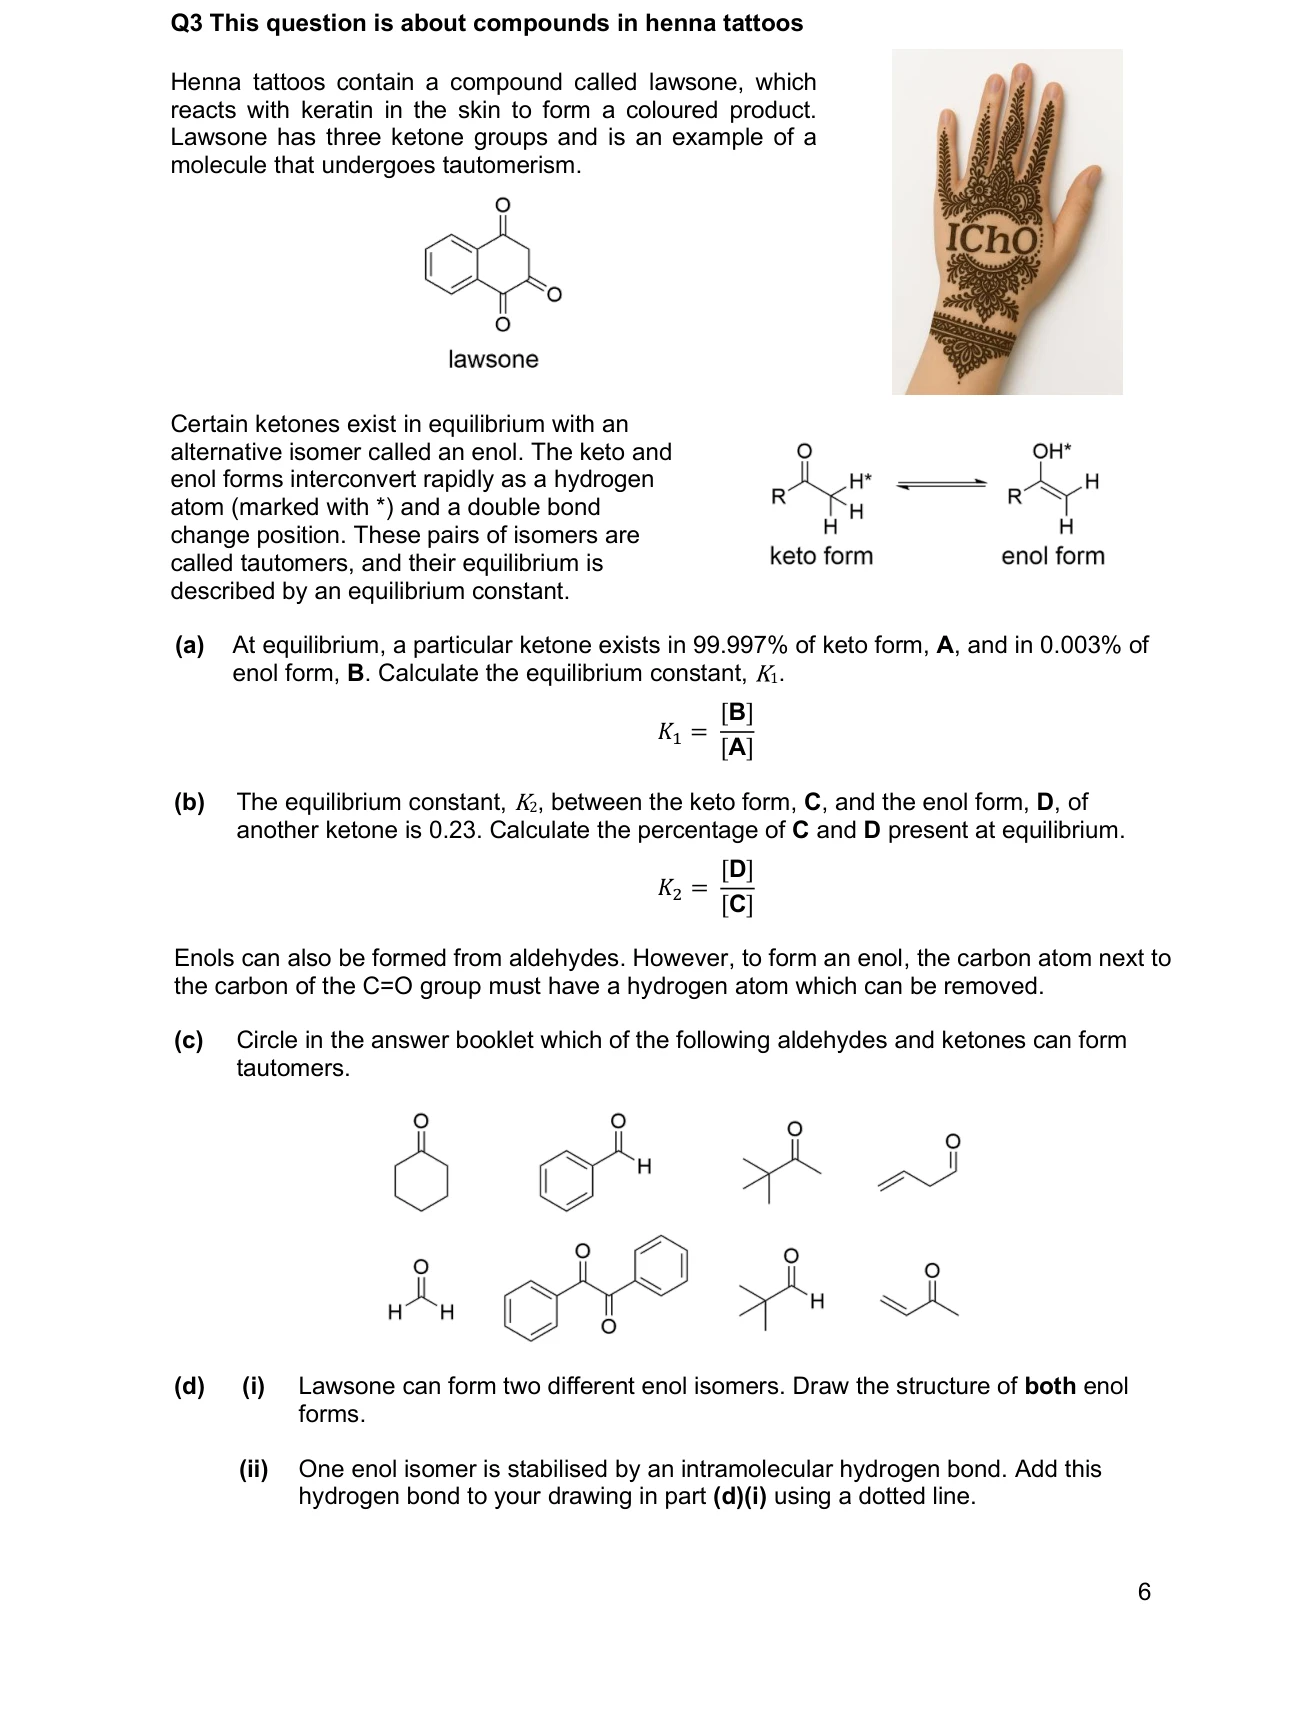 Q3 This question is about compounds in henna tattoos
Henna tattoos contain a compound called lawsone, which
reacts with keratin in the skin to form a coloured product.
Lawsone has three ketone groups and is an example of a
molecule that undergoes tautomerism.
O
O
O
lawsone
IChO
Certain ketones exist in equilibrium with an
alternative isomer called an enol. The keto and
enol forms interconvert rapidly as a hydrogen
atom (marked with *) and a double bond
change position. These pairs of isomers are
called tautomers, and their equilibrium is
described by an equilibrium constant.
O OH*
H* H
R H R
H H
keto form enol form
(a) At equilibrium, a particular ketone exists in 99.997% of keto form, A, and in 0.003% of
enol form, B. Calculate the equilibrium constant, K₁.
K₁ = [B]/[A]
(b) The equilibrium constant, K₂, between the keto form, C, and the enol form, D, of
another ketone is 0.23. Calculate the percentage of C and D present at equilibrium.
K₂ = [D]/[C]
Enols can also be formed from aldehydes. However, to form an enol, the carbon atom next to
the carbon of the C=O group must have a hydrogen atom which can be removed.
(c) Circle in the answer booklet which of the following aldehydes and ketones can form
tautomers.
O O O O
H
O O O O
H H H
O
(d) (i) Lawsone can form two different enol isomers. Draw the structure of both enol
forms.
(ii) One enol isomer is stabilised by an intramolecular hydrogen bond. Add this
hydrogen bond to your drawing in part (d)(i) using a dotted line.
6